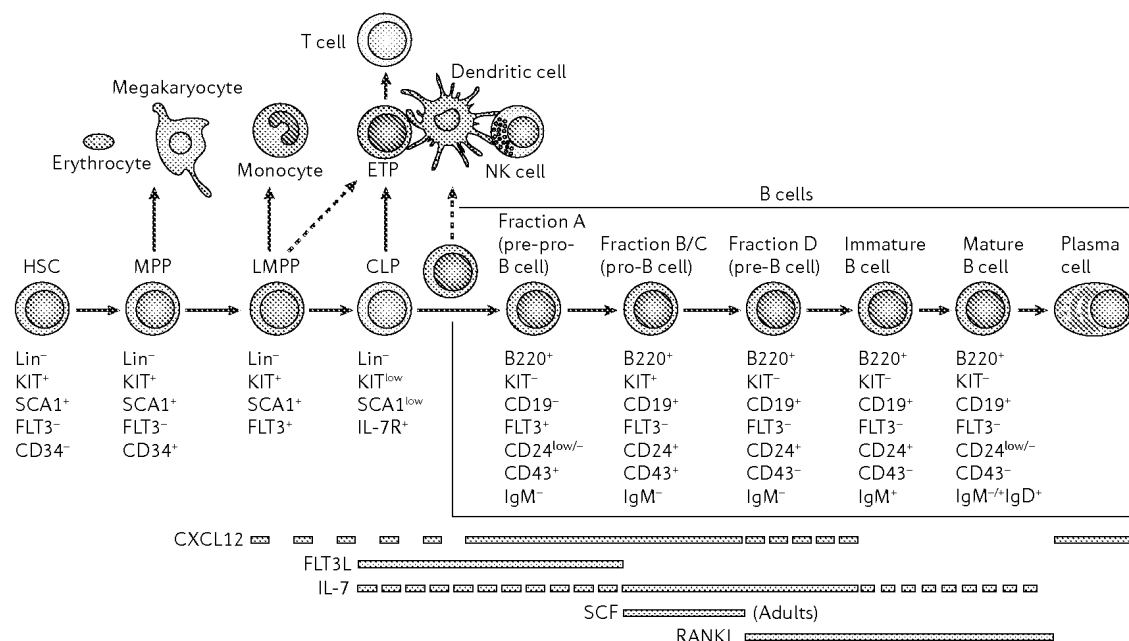 T cell
Dendritic cell
Megakaryocyte
Erythrocyte
Monocyte
ETP
NK cell
B cells
HSC
MPP
LMPP
CLP
Fraction A
(pre-pro-
B cell)
Fraction B/C
(pro-B cell)
Fraction D
(pre-B cell)
Immature
B cell
Mature
B cell
Plasma
cell
Lin⁻
KIT⁺
SCA1⁺
FLT3⁻
CD34⁻
Lin⁻
KIT⁺
SCA1⁺
FLT3⁻
CD34⁺
Lin⁻
KIT⁺
SCA1⁺
FLT3⁺
Lin⁻
KITˡᵒʷ
SCA1ˡᵒʷ
IL-7R⁺
B220⁺
KIT⁻
CD19⁻
FLT3⁺
CD24ˡᵒʷ/⁻
CD43⁺
IgM⁻
B220⁺
KIT⁺
CD19⁺
FLT3⁻
CD24⁺
CD43⁺
IgM⁻
B220⁺
KIT⁻
CD19⁺
FLT3⁻
CD24⁺
CD43⁻
IgM⁻
B220⁺
KIT⁻
CD19⁺
FLT3⁻
CD24⁺
CD43⁻
IgM⁺
B220⁺
KIT⁻
CD19⁺
FLT3⁻
CD24ˡᵒʷ/⁻
CD43⁻
IgM⁻/⁺IgD⁺
CXCL12
FLT3L
IL-7
SCF (Adults)
RANKL